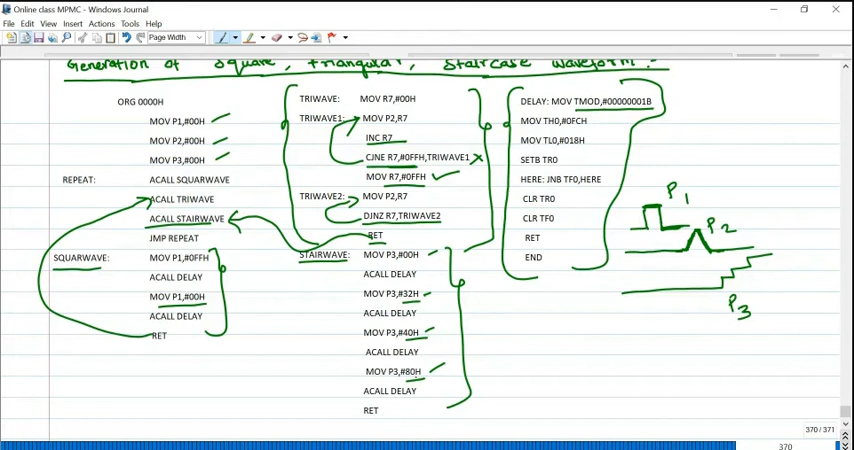 Online class MPMC - Windows Journal
File Edit View Insert Actions Tools Help
Page Width
Generation of Square, triangular, Staircase waveform:-
ORG 0000H
MOV P1,#00H
MOV P2,#00H
MOV P3,#00H
REPEAT: ACALL SQUARWAVE
ACALL TRIWAVE
ACALL STAIRWAVE
JMP REPEAT
SQUARWAVE: MOV P1,#0FFH
ACALL DELAY
MOV P1,#00H
ACALL DELAY
RET
TRIWAVE: MOV R7,#00H
TRIWAVE1: MOV P2,R7
INC R7
CJNE R7,#0FFH,TRIWAVE1
MOV R7,#0FFH
TRIWAVE2: MOV P2,R7
DJNZ R7,TRIWAVE2
RET
STAIRWAVE: MOV P3,#00H
ACALL DELAY
MOV P3,#32H
ACALL DELAY
MOV P3,#40H
ACALL DELAY
MOV P3,#80H
ACALL DELAY
RET
DELAY: MOV TMOD,#00000001B
MOV TH0,#0FCH
MOV TL0,#018H
SETB TR0
HERE: JNB TF0,HERE
CLR TR0
CLR TF0
RET
END
P1
P2
P3
370 / 371
370